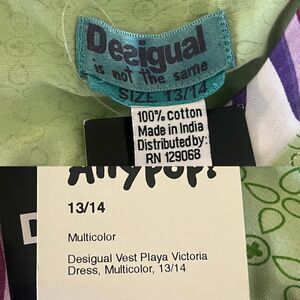 Desigual
is not the same
SIZE: 13/14
100% cotton
Made in India
Distributed by:
RN 129068
Anypop!
13/14
Multicolor
Desigual Vest Playa Victoria
Dress, Multicolor, 13/14
D